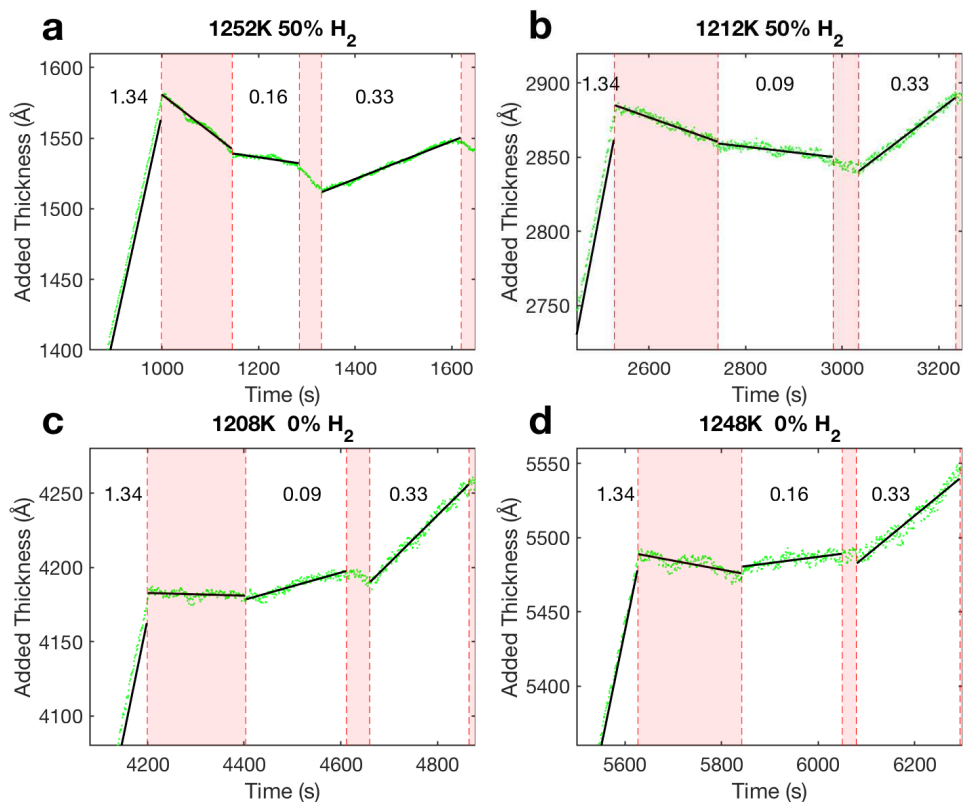 a
1252K 50% H2
1600
1550
1500
1450
1400
1.34
0.16
0.33
1000
1200
1400
1600
Added Thickness (Å)
Time (s)
b
1212K 50% H2
2900
2850
2800
2750
1.34
0.09
0.33
2600
2800
3000
3200
Added Thickness (Å)
Time (s)
c
1208K 0% H2
4250
4200
4150
4100
1.34
0.09
0.33
4200
4400
4600
4800
Added Thickness (Å)
Time (s)
d
1248K 0% H2
5550
5500
5450
5400
1.34
0.16
0.33
5600
5800
6000
6200
Added Thickness (Å)
Time (s)